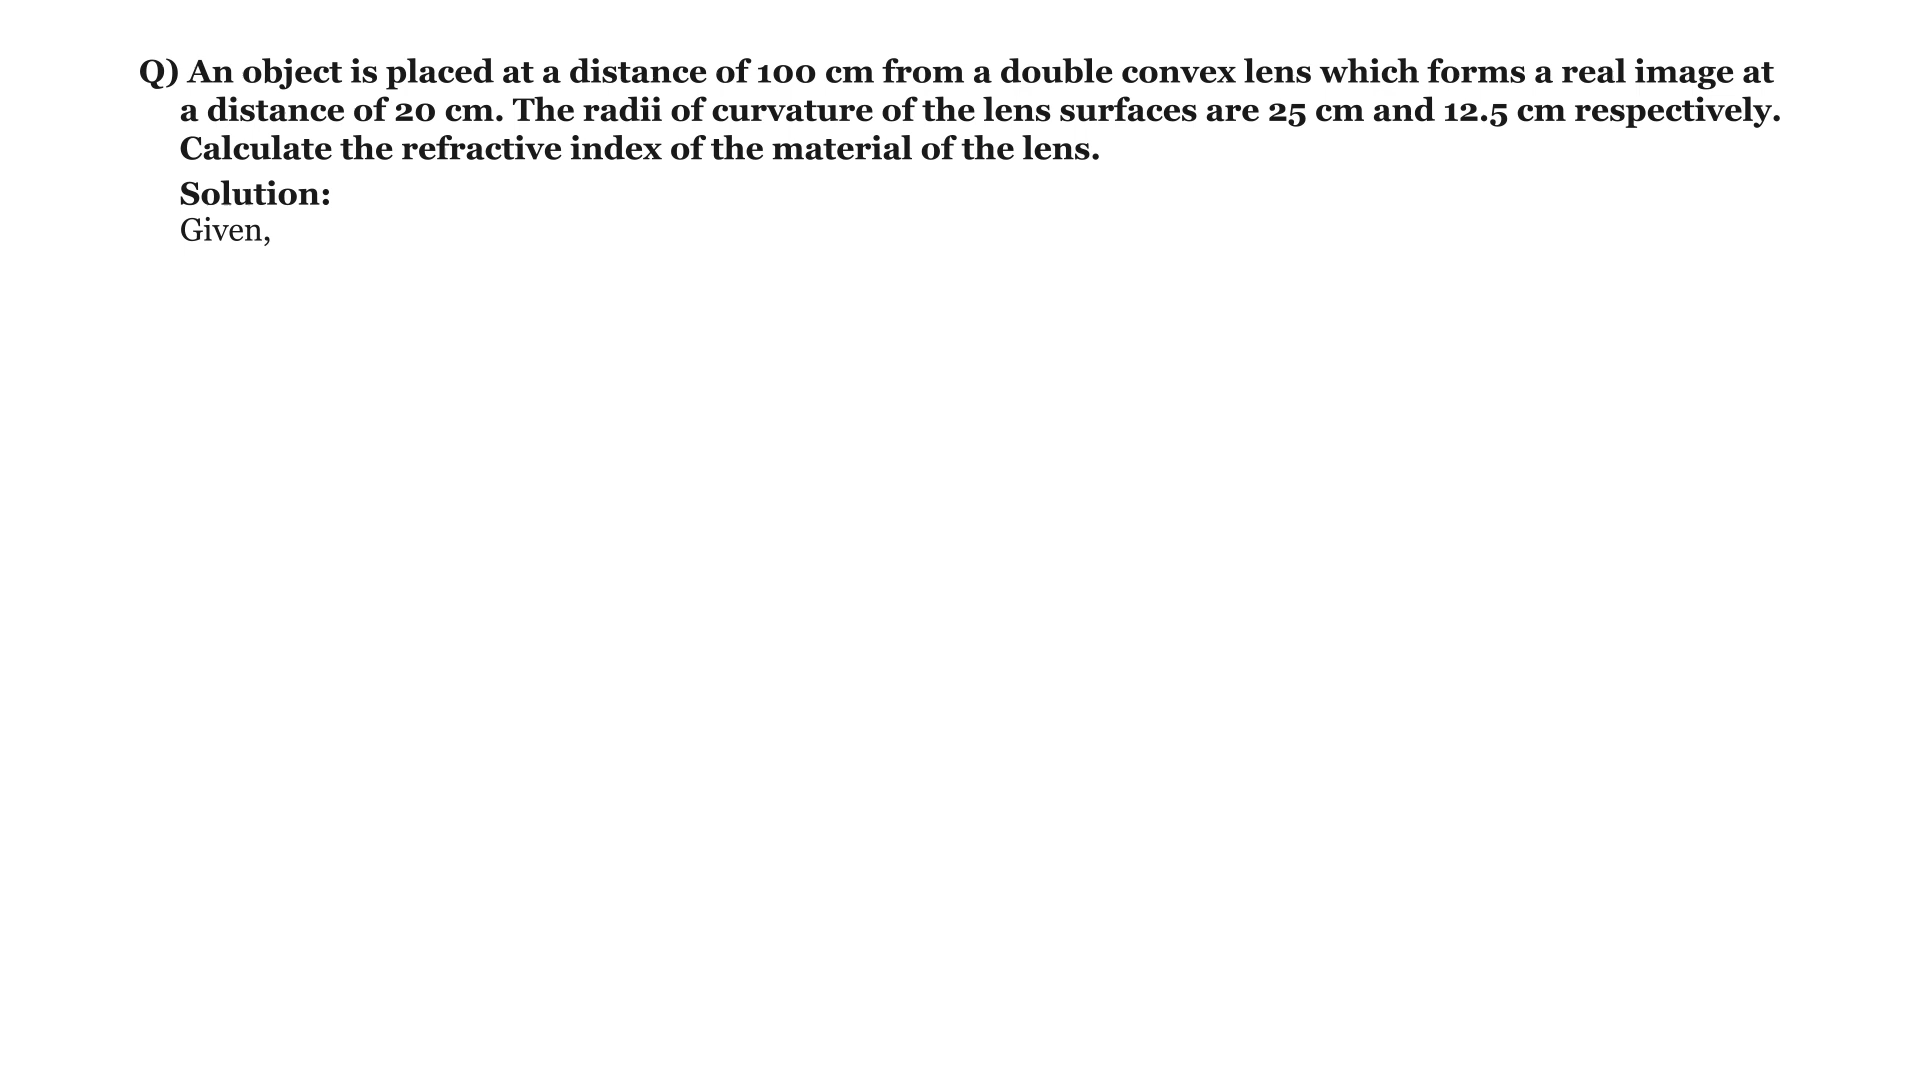 Q) An object is placed at a distance of 100 cm from a double convex lens which forms a real image at
a distance of 20 cm. The radii of curvature of the lens surfaces are 25 cm and 12.5 cm respectively.
Calculate the refractive index of the material of the lens.
Solution:
Given,